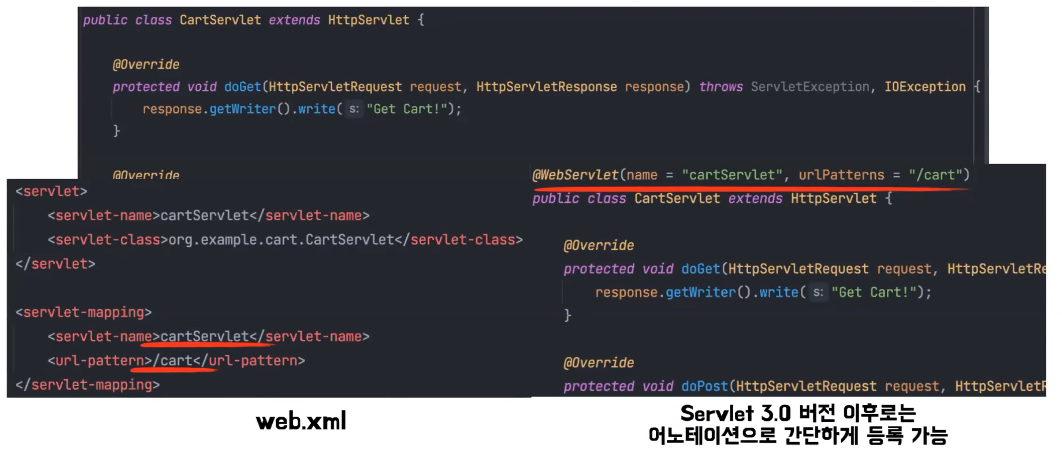 public class CartServlet extends HttpServlet {
@Override
protected void doGet(HttpServletRequest request, HttpServletResponse response) throws ServletException, IOException {
response.getWriter().write( s: "Get Cart!");
}
@Override
<servlet>
<servlet-name>cartServlet</servlet-name>
<servlet-class>org.example.cart.CartServlet</servlet-class>
</servlet>
<servlet-mapping>
<servlet-name>cartServlet</servlet-name>
<url-pattern>/cart</url-pattern>
</servlet-mapping>
web.xml
@WebServlet(name = "cartServlet", urlPatterns = "/cart")
public class CartServlet extends HttpServlet {
@Override
protected void doGet(HttpServletRequest request, HttpServletRe
response.getWriter().write( s: "Get Cart!");
}
@Override
protected void doPost(HttpServletRequest request, HttpServletR
Servlet 3.0 버전 이후로는
어노테이션으로 간단하게 등록 가능